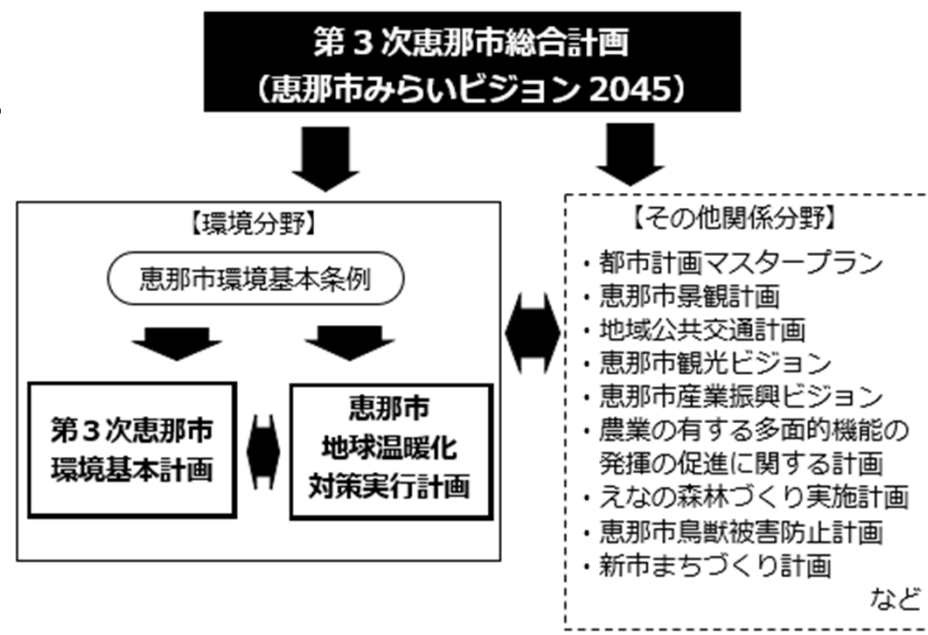 第3次恵那市総合計画
（恵那市みらいビジョン2045）
【環境分野】
恵那市環境基本条例
第3次恵那市
環境基本計画
恵那市
地球温暖化
対策実行計画
【その他関係分野】
・都市計画マスタープラン
・恵那市景観計画
・地域公共交通計画
・恵那市観光ビジョン
・恵那市産業振興ビジョン
・農業の有する多面的機能の
発揮の促進に関する計画
・えなの森林づくり実施計画
・恵那市鳥獣被害防止計画
・新市まちづくり計画
など